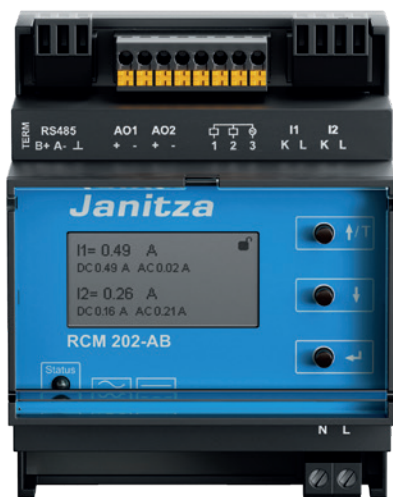 TERM RS485 AO1 AO2 I1 I2
B+ A- ⊥ + - + - 1 2 3 K L K L
Janitza
I1= 0.49 A
DC 0.49 A AC 0.02 A
I2= 0.26 A
DC 0.16 A AC 0.21 A
↑/T
↓
↵
RCM 202-AB
Status
N L